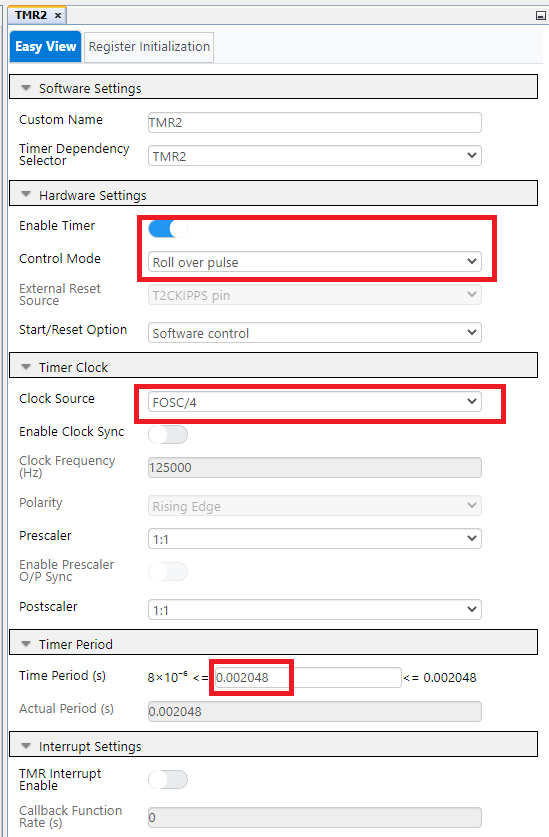 TMR2 ×
Easy View
Register Initialization
Software Settings
Custom Name
TMR2
Timer Dependency
Selector
TMR2
Hardware Settings
Enable Timer
Control Mode
Roll over pulse
External Reset
Source
T2CKIPPS pin
Start/Reset Option
Software control
Timer Clock
Clock Source
FOSC/4
Enable Clock Sync
Clock Frequency
(Hz)
125000
Polarity
Rising Edge
Prescaler
1:1
Enable Prescaler
O/P Sync
Postscaler
1:1
Timer Period
Time Period (s)
8×10⁻⁶ <= 0.002048 <= 0.002048
Actual Period (s)
0.002048
Interrupt Settings
TMR Interrupt
Enable
Callback Function
Rate (s)
0